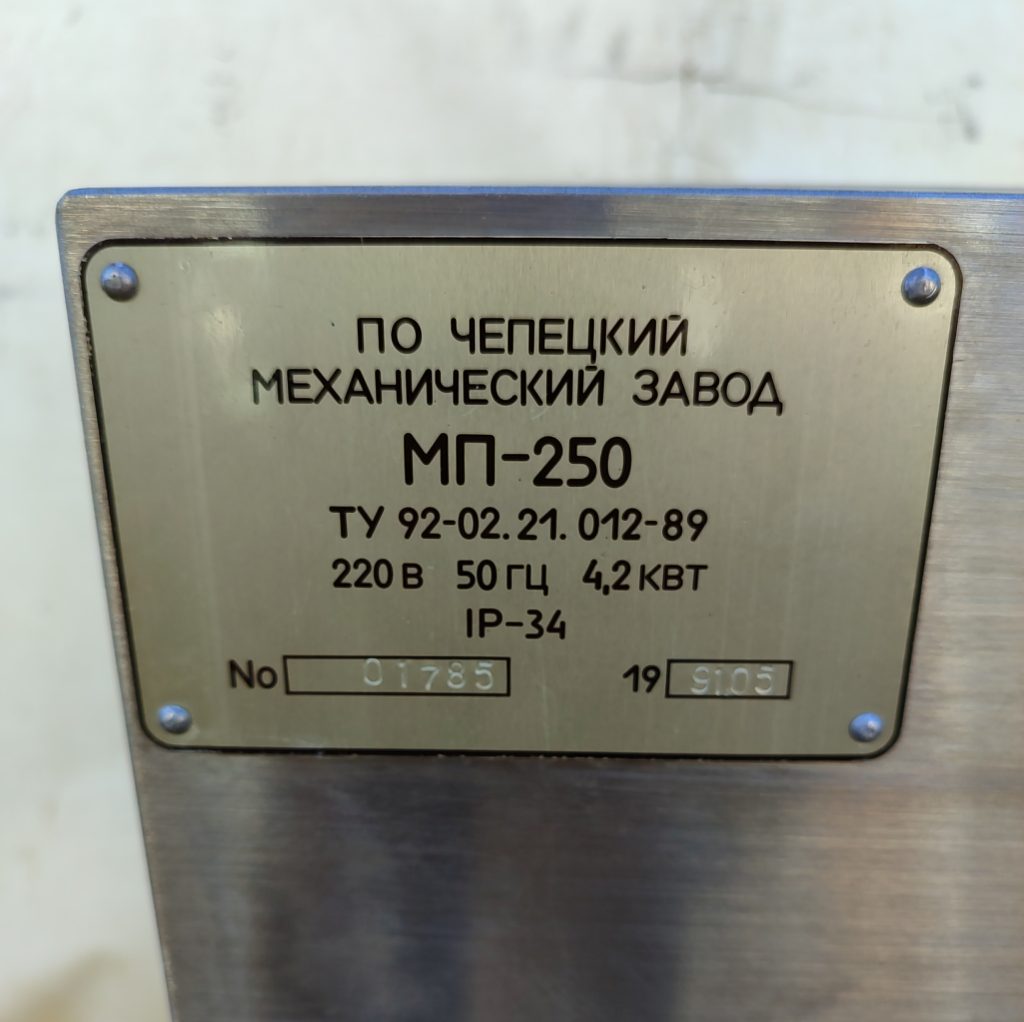 ПО ЧЕПЕЦКИЙ
МЕХАНИЧЕСКИЙ ЗАВОД
МП-250
ТУ 92-02.21.012-89
220 В 50 ГЦ 4,2 КВТ
IP-34
No 01785 19 91.05